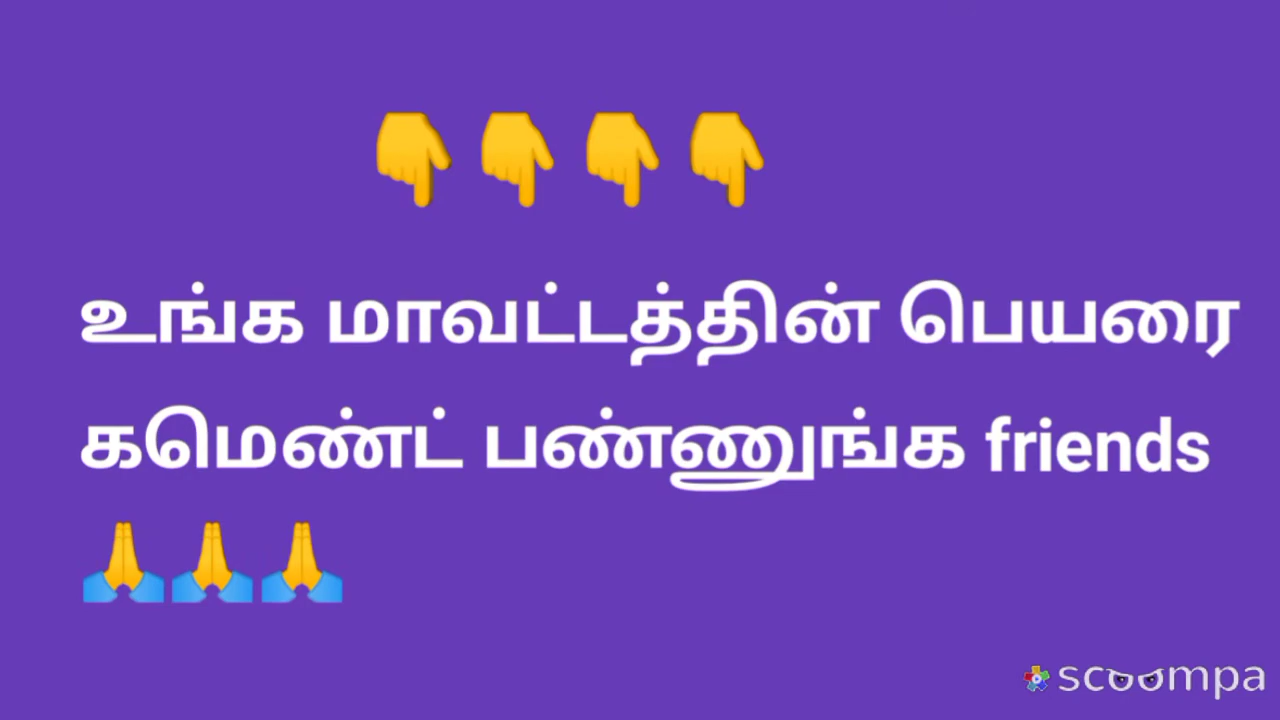 👇👇👇👇
உங்க மாவட்டத்தின் பெயரை
கமெண்ட் பண்ணுங்க friends
🙏🙏🙏
scoompa